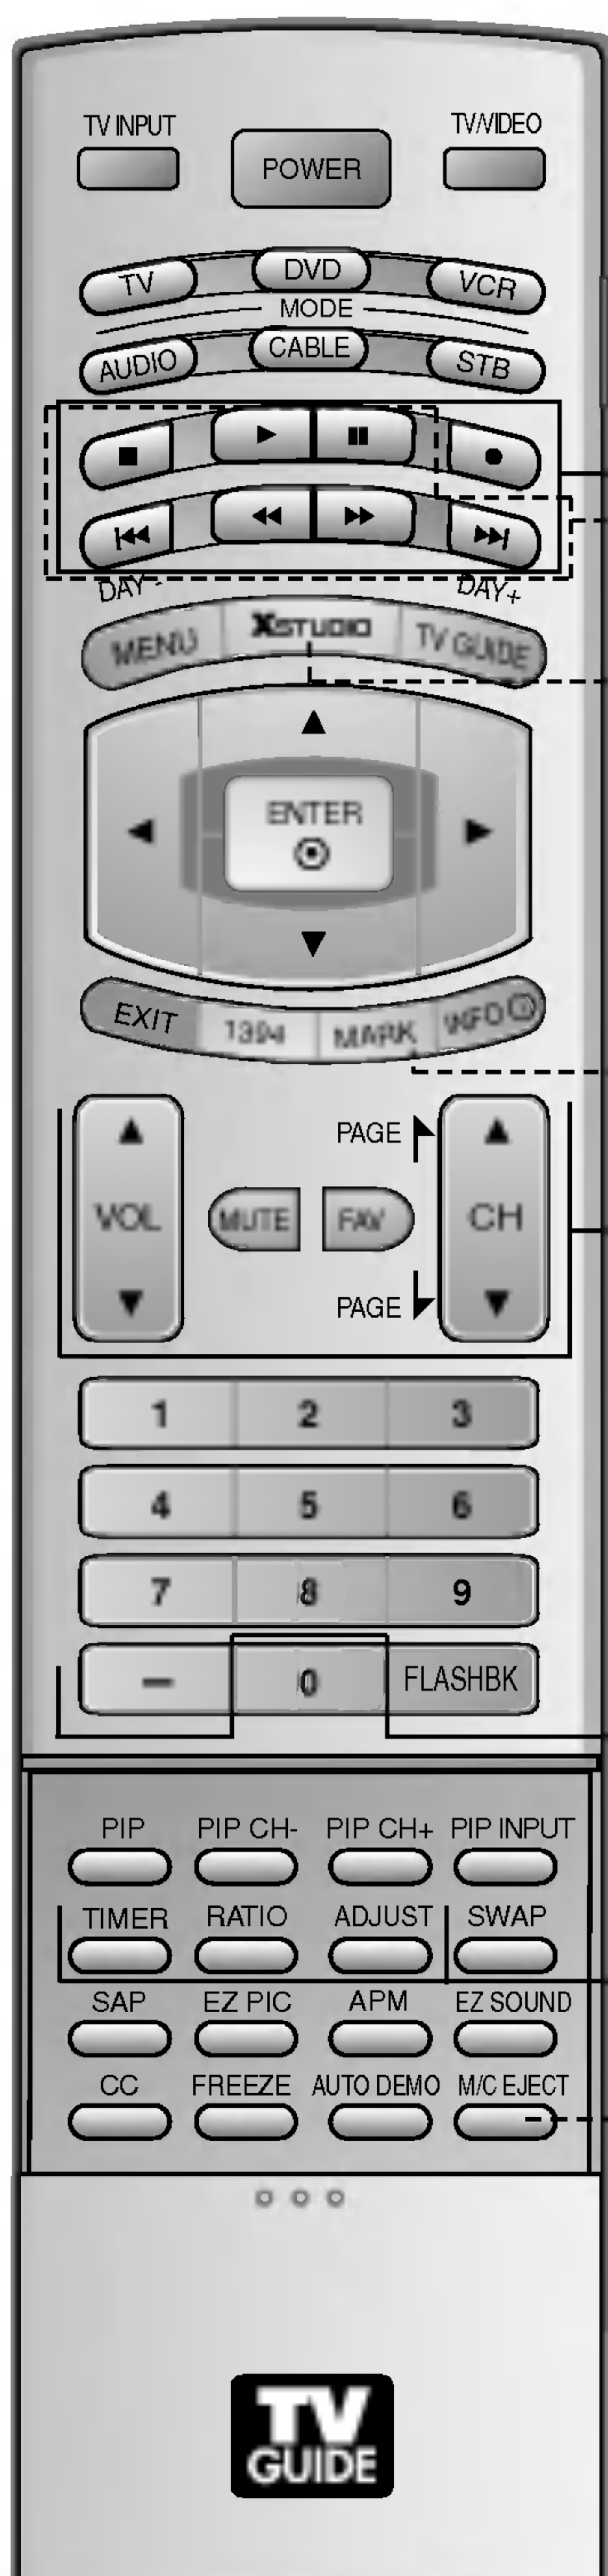 TV INPUT POWER TV/VIDEO
TV DVD VCR
MODE
AUDIO CABLE STB
DAY - DAY+
MENU XSTUDIO TV GUIDE
ENTER
EXIT 1394 MARK INFO i
PAGE
VOL MUTE FAV CH
PAGE
1 2 3
4 5 6
7 8 9
- 0 FLASHBK
PIP PIP CH- PIP CH+ PIP INPUT
TIMER RATIO ADJUST SWAP
SAP EZ PIC APM EZ SOUND
CC FREEZE AUTO DEMO M/C EJECT
TV
GUIDE